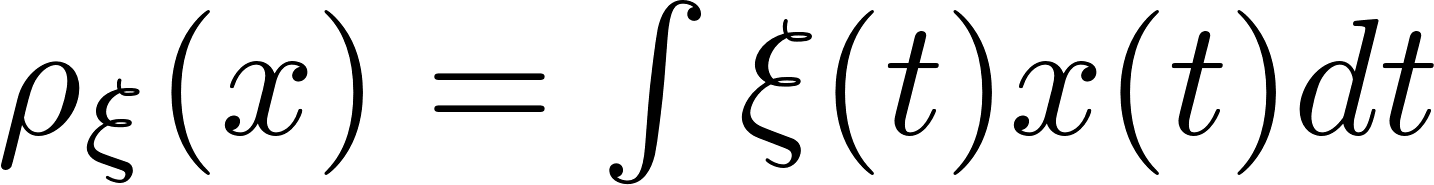 ρ_ξ(x) = ∫ ξ(t)x(t)dt